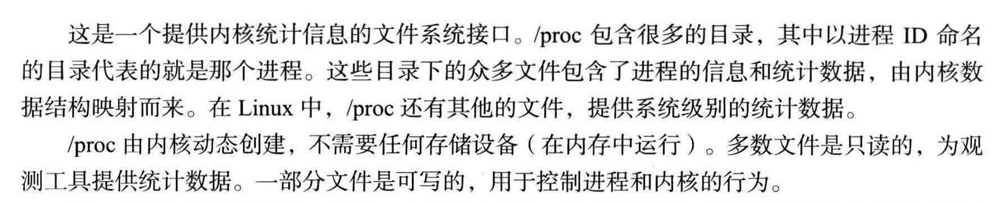 这是一个提供内核统计信息的文件系统接口。/proc 包含很多的目录，其中以进程 ID 命名
的目录代表的就是那个进程。这些目录下的众多文件包含了进程的信息和统计数据，由内核数
据结构映射而来。在 Linux 中，/proc 还有其他的文件，提供系统级别的统计数据。
/proc 由内核动态创建，不需要任何存储设备（在内存中运行）。多数文件是只读的，为观
测工具提供统计数据。一部分文件是可写的，用于控制进程和内核的行为。